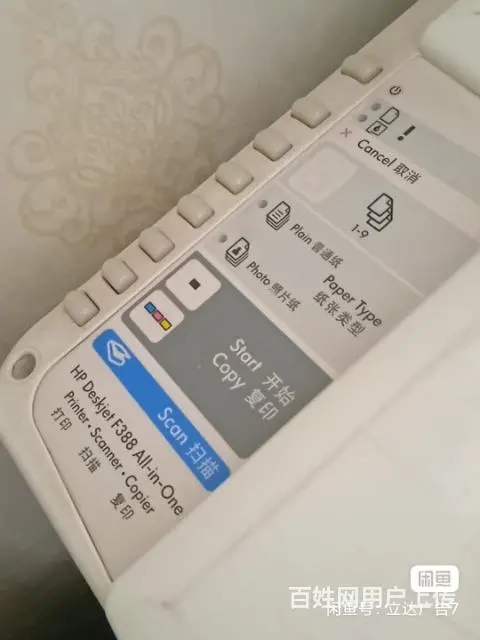 Cancel 取消
1-9
Plain 普通纸
Photo 照片纸
Paper Type
纸张类型
Start 开始
Copy 复印
Scan 扫描
HP Deskjet F388 All-in-One
Printer • Scanner • Copier
打印 扫描 复印
闲鱼
百姓网用户上传
闲鱼号：立达广告7